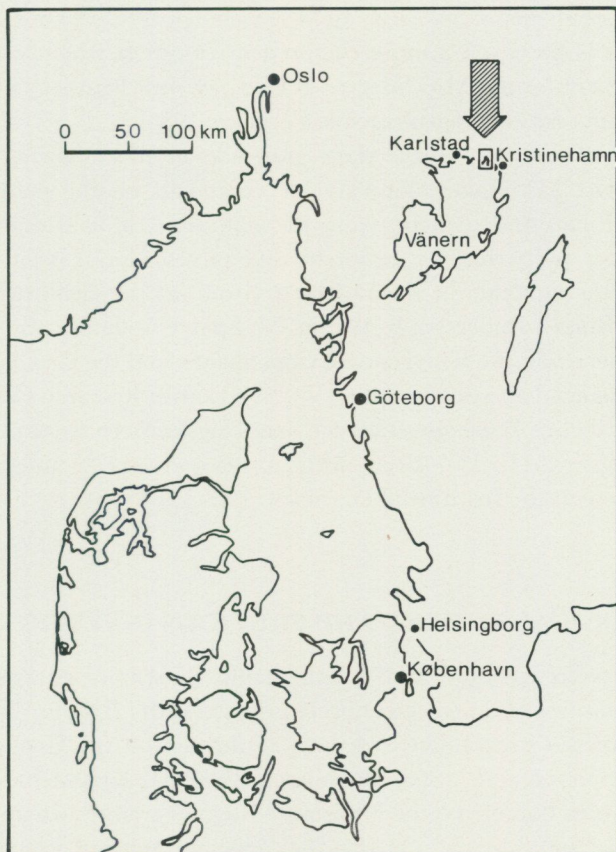 Oslo
0 50 100 km
Karlstad
Kristinehamn
Vänern
Göteborg
Helsingborg
København